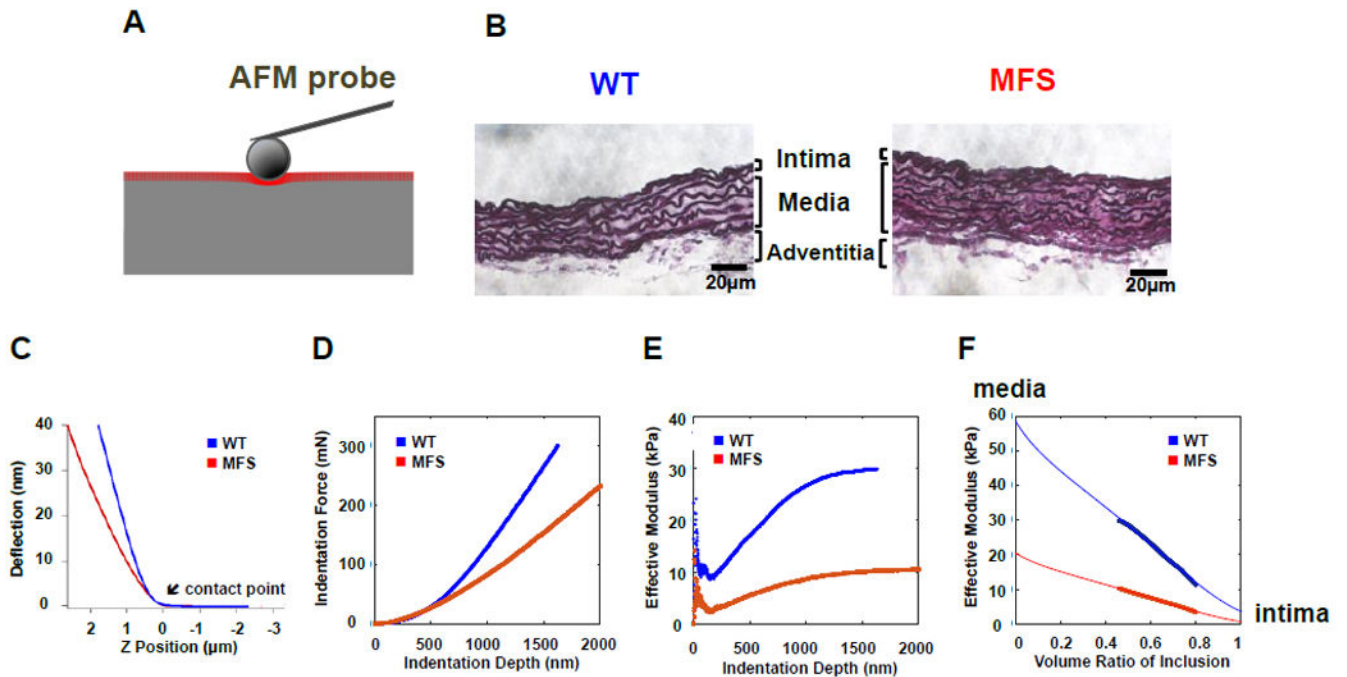 A
AFM probe
B
WT
MFS
Intima
Media
Adventitia
20µm
20µm
C
Deflection (nm)
40
30
20
10
0
WT
MFS
contact point
2 1 0 -1 -2 -3
Z Position (µm)
D
Indentation Force (mN)
300
200
100
0
WT
MFS
0 500 1000 1500 2000
Indentation Depth (nm)
E
Effective Modulus (kPa)
40
30
20
10
0
WT
MFS
0 500 1000 1500 2000
Indentation Depth (nm)
F
media
Effective Modulus (kPa)
60
50
40
30
20
10
0
WT
MFS
intima
0 0.2 0.4 0.6 0.8 1
Volume Ratio of Inclusion